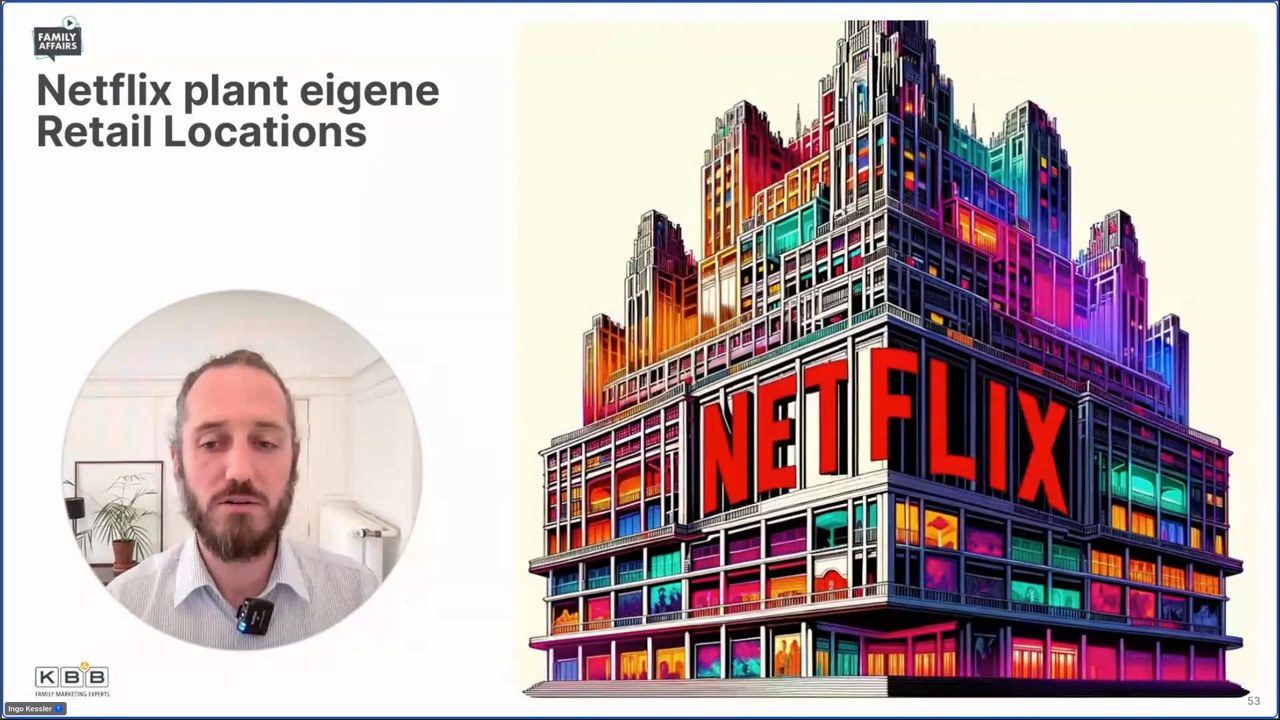 FAMILY
AFFAIRS
Netflix plant eigene
Retail Locations
NETFLIX
KBB
FAMILY MARKETING EXPERTS
Ingo Kessler
53